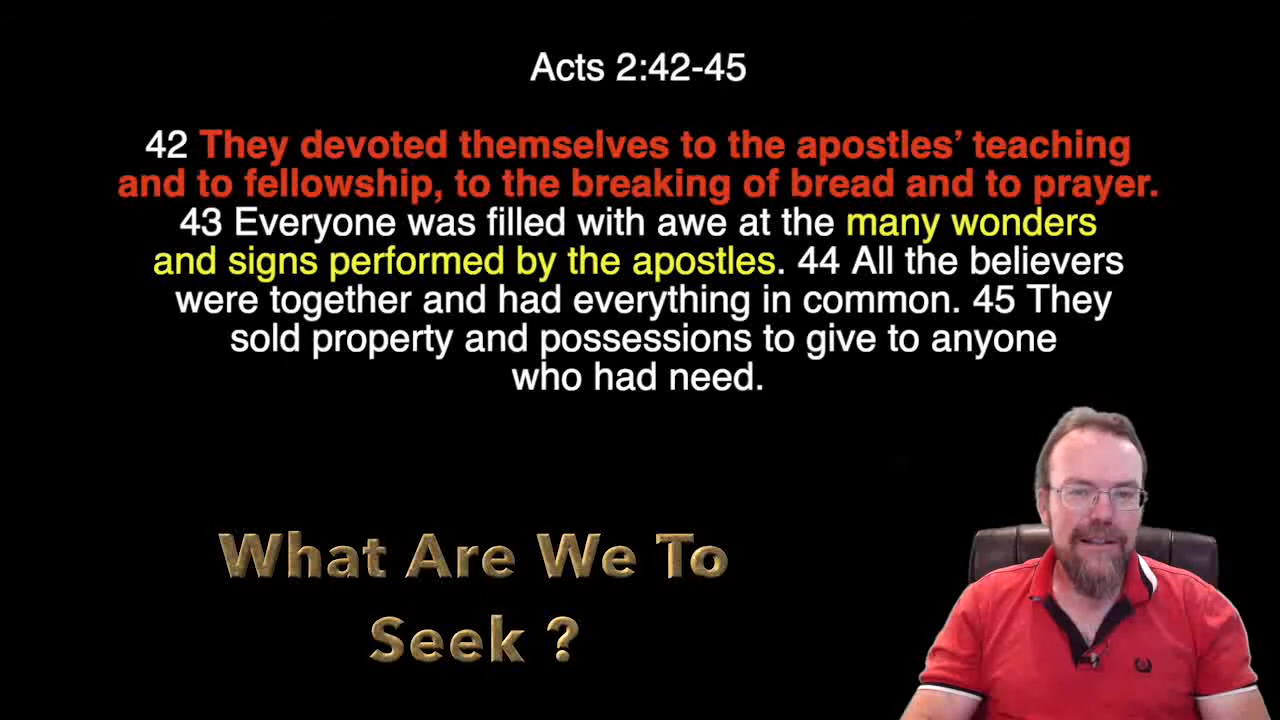 Acts 2:42-45
42 They devoted themselves to the apostles’ teaching
and to fellowship, to the breaking of bread and to prayer.
43 Everyone was filled with awe at the many wonders
and signs performed by the apostles. 44 All the believers
were together and had everything in common. 45 They
sold property and possessions to give to anyone
who had need.
What Are We To
Seek ?